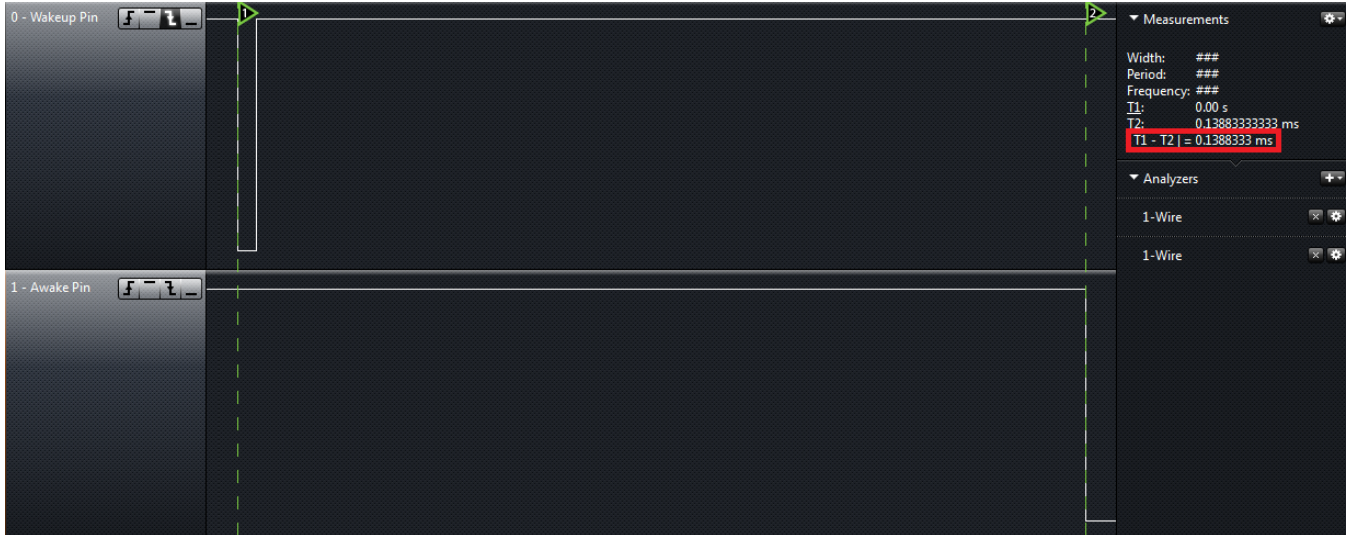 0 - Wakeup Pin
1
2
Measurements
Width: ###
Period: ###
Frequency: ###
T1: 0.00 s
T2: 0.13883333333 ms
| T1 - T2 | = 0.1388333 ms
Analyzers
1-Wire
1-Wire
1 - Awake Pin